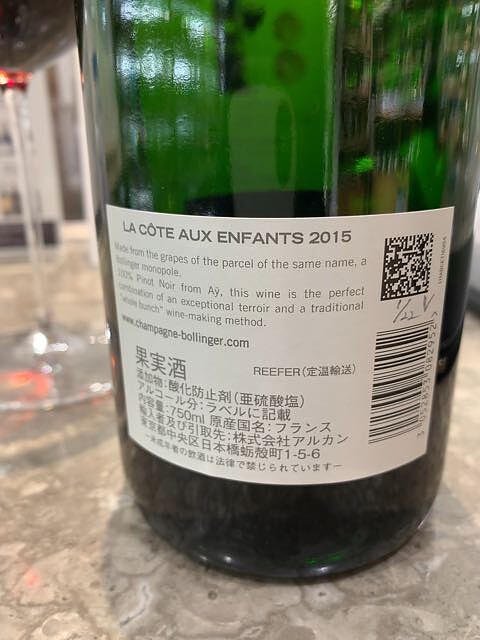 LA CÔTE AUX ENFANTS 2015
Made from the grapes of the parcel of the same name, a
Bollinger monopole.
100% Pinot Noir from Aÿ, this wine is the perfect
combination of an exceptional terroir and a traditional
"whole bunch" wine-making method.
www.champagne-bollinger.com
果実酒
REEFER(定温輸送)
添加物:酸化防止剤(亜硫酸塩)
アルコール分:ラベルに記載
内容量:750ml 原産国名:フランス
輸入者及び引取先:株式会社アルカン
東京都中央区日本橋蛎殻町1-5-6
―未成年者の飲酒は法律で禁じられています―